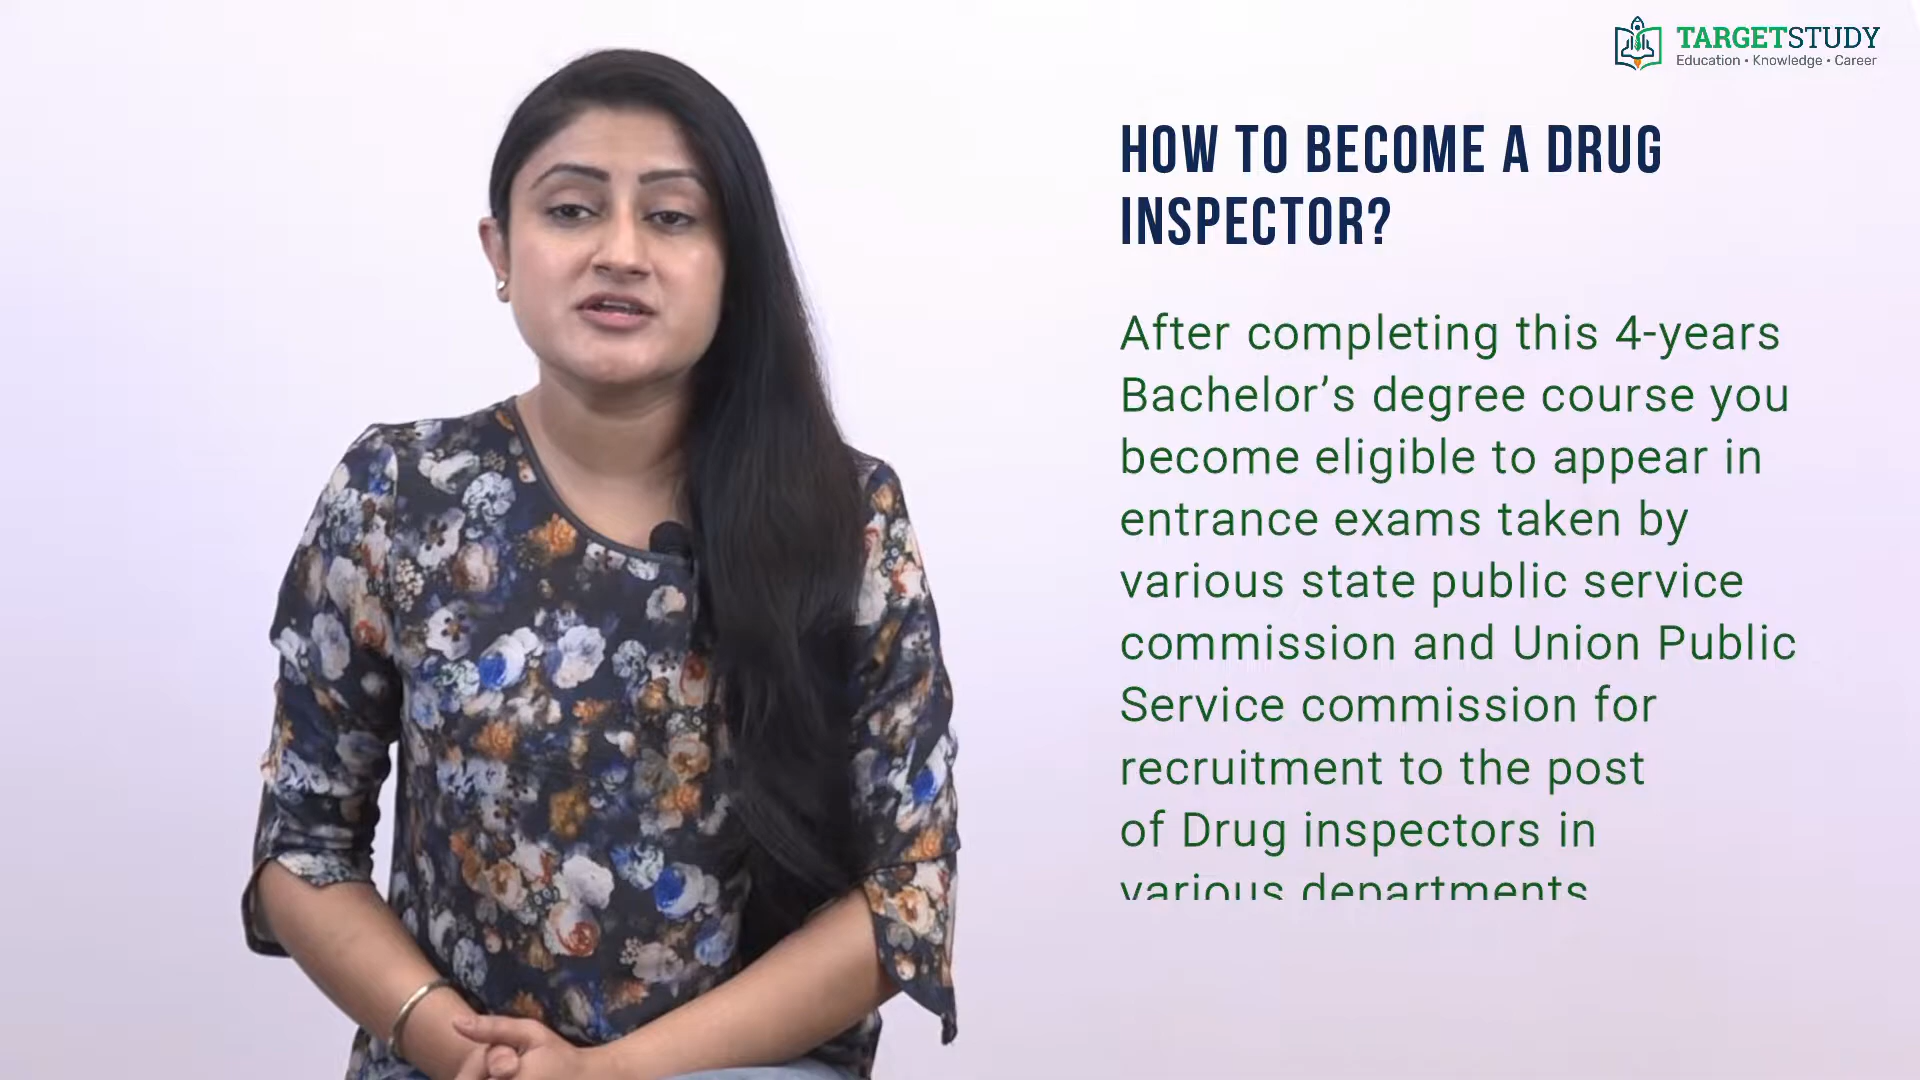 TARGETSTUDY
Education • Knowledge • Career
HOW TO BECOME A DRUG
INSPECTOR?
After completing this 4-years
Bachelor’s degree course you
become eligible to appear in
entrance exams taken by
various state public service
commission and Union Public
Service commission for
recruitment to the post
of Drug inspectors in
various departments